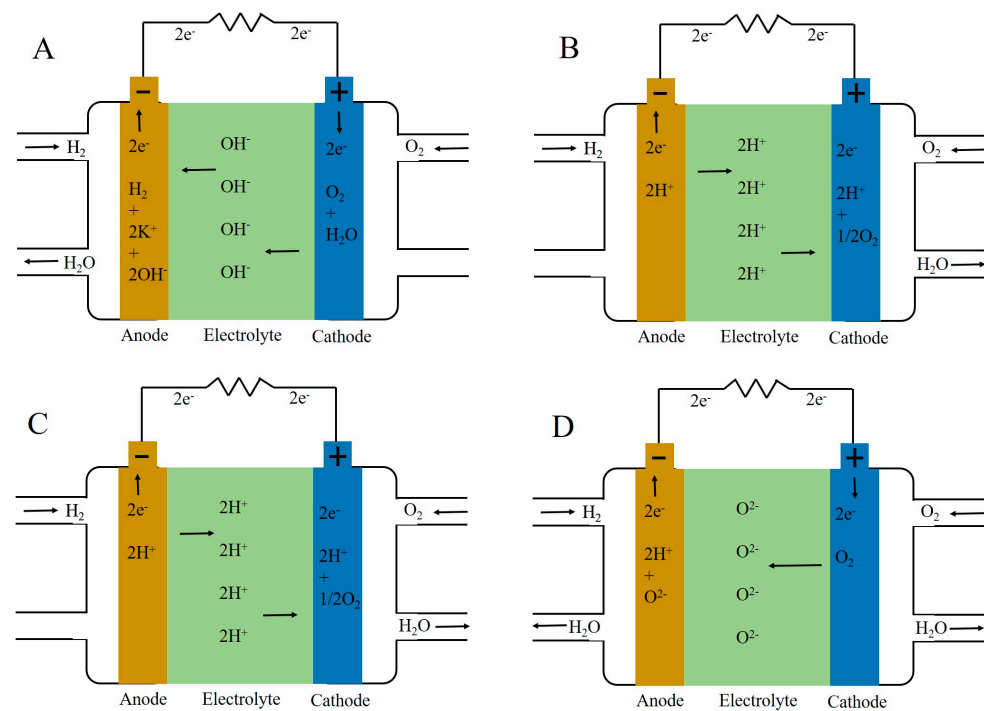 A
2e⁻ 2e⁻
− +
H₂ 2e⁻ OH⁻ 2e⁻ O₂
H₂
+
2K⁺
+
2OH⁻
OH⁻
OH⁻
OH⁻
O₂
+
H₂O
H₂O
Anode Electrolyte Cathode
B
2e⁻ 2e⁻
− +
H₂ 2e⁻ 2H⁺ 2e⁻ O₂
2H⁺
2H⁺
2H⁺
2H⁺
2H⁺
+
1/2O₂
H₂O
Anode Electrolyte Cathode
C
2e⁻ 2e⁻
− +
H₂ 2e⁻ 2H⁺ 2e⁻ O₂
2H⁺
2H⁺
2H⁺
2H⁺
2H⁺
+
1/2O₂
H₂O
Anode Electrolyte Cathode
D
2e⁻ 2e⁻
− +
H₂ 2e⁻ O²⁻ 2e⁻ O₂
2H⁺
+
O²⁻
O²⁻
O²⁻
O²⁻
O₂
H₂O H₂O
Anode Electrolyte Cathode